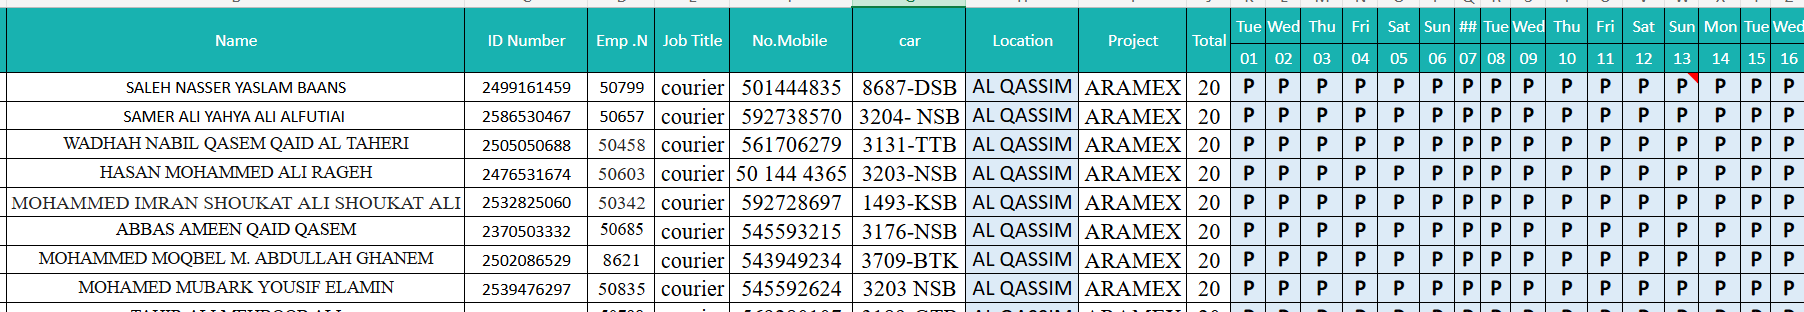 Name ID Number Emp .N Job Title No.Mobile car Location Project Total Tue Wed Thu Fri Sat Sun ## Tue Wed Thu Fri Sat Sun Mon Tue Wed
01 02 03 04 05 06 07 08 09 10 11 12 13 14 15 16
SALEH NASSER YASLAM BAANS 2499161459 50799 courier 501444835 8687-DSB AL QASSIM ARAMEX 20 P P P P P P P P P P P P P P P P
SAMER ALI YAHYA ALI ALFUTIAI 2586530467 50657 courier 592738570 3204- NSB AL QASSIM ARAMEX 20 P P P P P P P P P P P P P P P P
WADHAH NABIL QASEM QAID AL TAHERI 2505050688 50458 courier 561706279 3131-TTB AL QASSIM ARAMEX 20 P P P P P P P P P P P P P P P P
HASAN MOHAMMED ALI RAGEH 2476531674 50603 courier 50 144 4365 3203-NSB AL QASSIM ARAMEX 20 P P P P P P P P P P P P P P P P
MOHAMMED IMRAN SHOUKAT ALI SHOUKAT ALI 2532825060 50342 courier 592728697 1493-KSB AL QASSIM ARAMEX 20 P P P P P P P P P P P P P P P P
ABBAS AMEEN QAID QASEM 2370503332 50685 courier 545593215 3176-NSB AL QASSIM ARAMEX 20 P P P P P P P P P P P P P P P P
MOHAMMED MOQBEL M. ABDULLAH GHANEM 2502086529 8621 courier 543949234 3709-BTK AL QASSIM ARAMEX 20 P P P P P P P P P P P P P P P P
MOHAMED MUBARK YOUSIF ELAMIN 2539476297 50835 courier 545592624 3203 NSB AL QASSIM ARAMEX 20 P P P P P P P P P P P P P P P P
courier AL QASSIM ARAMEX 20 P P P P P P P P P P P P P P P P